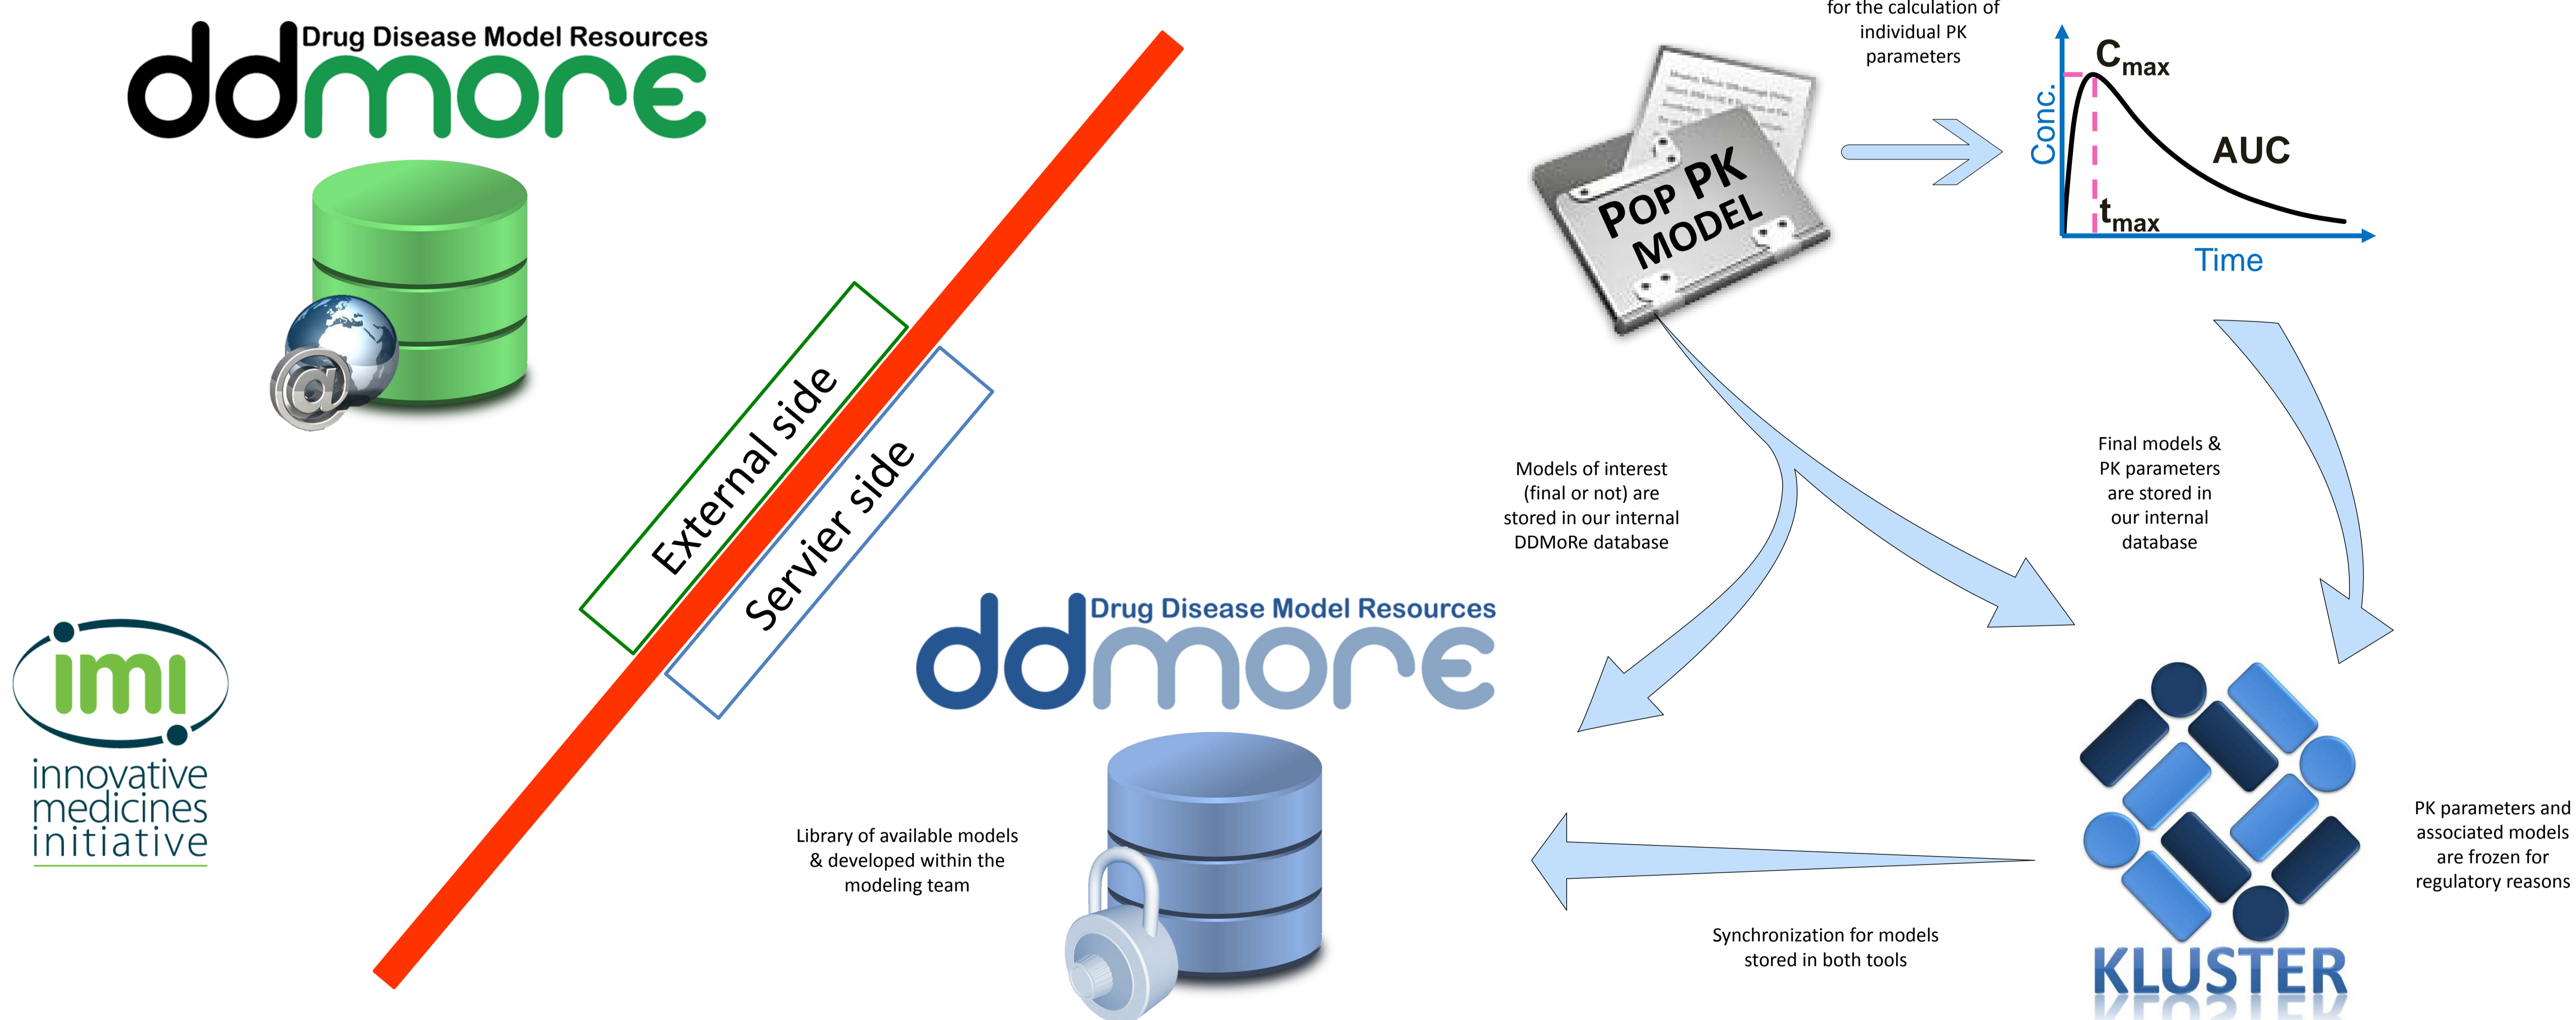 Drug Disease Model Resources
ddmore
@
imi
innovative
medicines
initiative
External side
Servier side
for the calculation of
individual PK
parameters
POP PK
MODEL
Conc.
Cmax
AUC
tmax
Time
Models of interest
(final or not) are
stored in our internal
DDMoRe database
Final models &
PK parameters
are stored in
our internal
database
Drug Disease Model Resources
ddmore
Library of available models
& developed within the
modeling team
Synchronization for models
stored in both tools
PK parameters and
associated models
are frozen for
regulatory reasons
KLUSTER